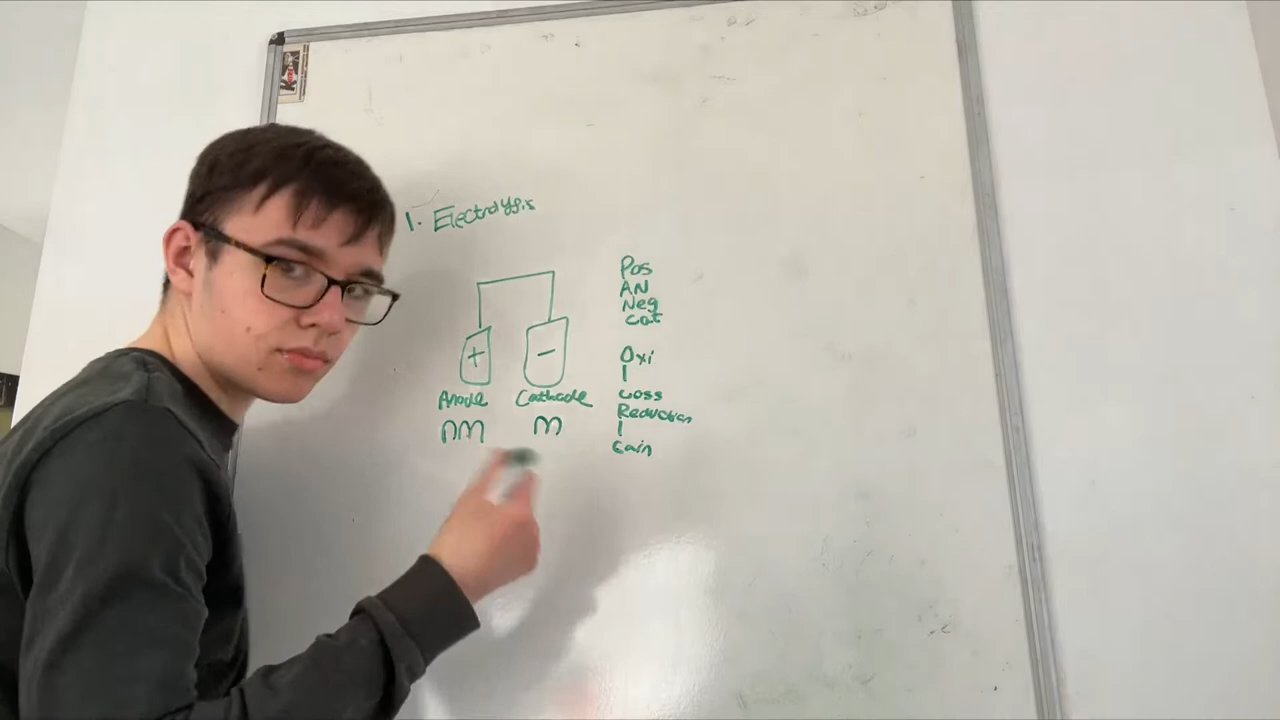 1. Electrolysis
+ -
Anode Cathode
nm m
Pos
AN
Neg
Cat
Oxi
|
Loss
Reduction
|
Gain